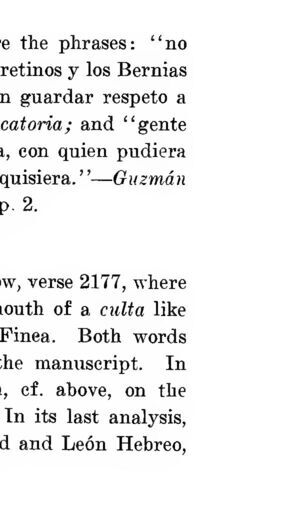 e the phrases: "no
retinos y los Bernias
n guardar respeto a
catoria; and "gente
a, con quien pudiera
quisiera."—Guzmán
p. 2.
ow, verse 2177, where
mouth of a culta like
Finea. Both words
the manuscript. In
, cf. above, on the
In its last analysis,
d and León Hebreo,